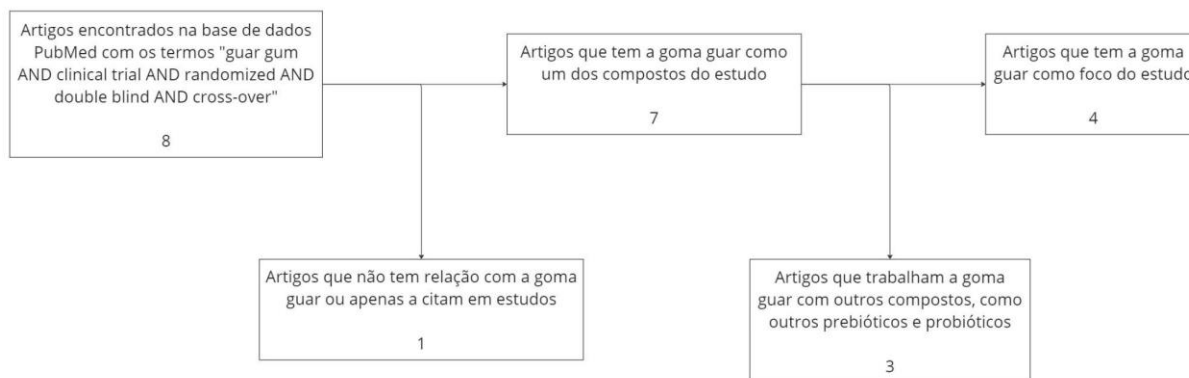 Artigos encontrados na base de dados
PubMed com os termos "guar gum
AND clinical trial AND randomized AND
double blind AND cross-over"
8
Artigos que tem a goma guar como
um dos compostos do estudo
7
Artigos que tem a goma
guar como foco do estudo
4
Artigos que não tem relação com a goma
guar ou apenas a citam em estudos
1
Artigos que trabalham a goma
guar com outros compostos, como
outros prebióticos e probióticos
3